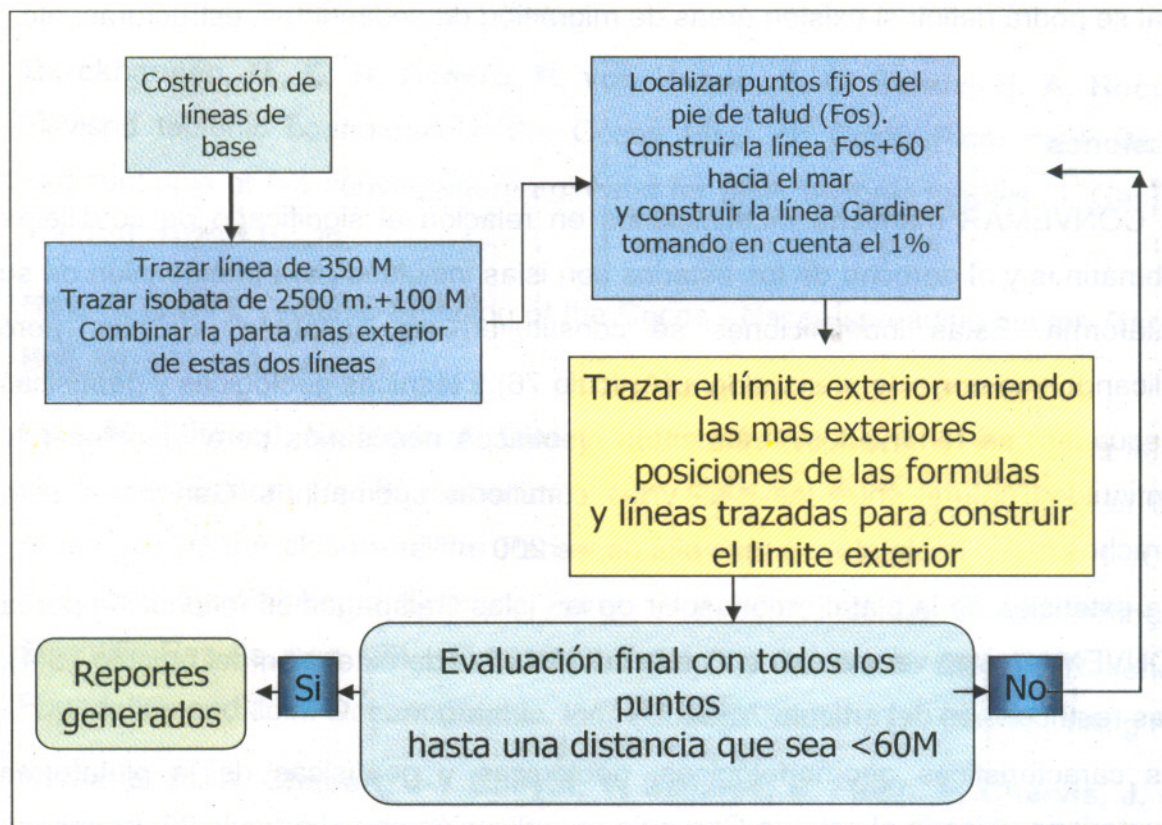 Costrucción de
líneas de
base
Trazar línea de 350 M
Trazar isobata de 2500 m.+100 M
Combinar la parta mas exterior
de estas dos líneas
Localizar puntos fijos del
pie de talud (Fos).
Construir la línea Fos+60
hacia el mar
y construir la línea Gardiner
tomando en cuenta el 1%
Trazar el límite exterior uniendo
las mas exteriores
posiciones de las formulas
y líneas trazadas para construir
el limite exterior
Evaluación final con todos los
puntos
hasta una distancia que sea <60M
Si
No
Reportes
generados